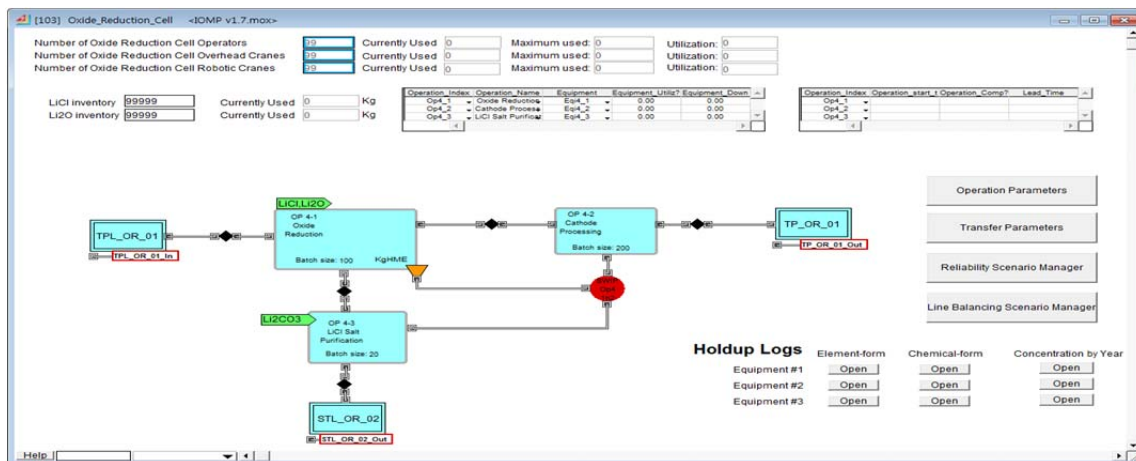 [103] Oxide_Reduction_Cell <IOMP v1.7.mox>
Number of Oxide Reduction Cell Operators 99 Currently Used 0 Maximum used: 0 Utilization: 0
Number of Oxide Reduction Cell Overhead Cranes 99 Currently Used 0 Maximum used: 0 Utilization: 0
Number of Oxide Reduction Cell Robotic Cranes 99 Currently Used 0 Maximum used: 0 Utilization: 0
LiCl inventory 99999 Currently Used 0 Kg
Li2O inventory 99999 Currently Used 0 Kg
Operation_Index Operation_Name Equipment Equipment_Utiliz? Equipment_Down
Op4_1 Oxide Reduction Eqi4_1 0.00 0.00
Op4_2 Cathode Process Eqi4_2 0.00 0.00
Op4_3 LiCl Salt Purificat Eqi4_3 0.00 0.00
Operation_Index Operation_start_t Operation_Comp? Lead_Time
Op4_1
Op4_2
Op4_3
Operation Parameters
Transfer Parameters
Reliability Scenario Manager
Line Balancing Scenario Manager
LiCl,Li2O
TPL_OR_01
TPL_OR_01_In
OP 4-1
Oxide
Reduction
Batch size: 100 KgHME
OP 4-2
Cathode
Processing
Batch size: 200
TP_OR_01
TP_OR_01_Out
Li2CO3
OP 4-3
LiCl Salt
Purification
Batch size: 20
STL_OR_02
STL_OR_02_Out
Holdup Logs Element-form Chemical-form Concentration by Year
Equipment #1 Open Open Open
Equipment #2 Open Open Open
Equipment #3 Open Open Open
Help